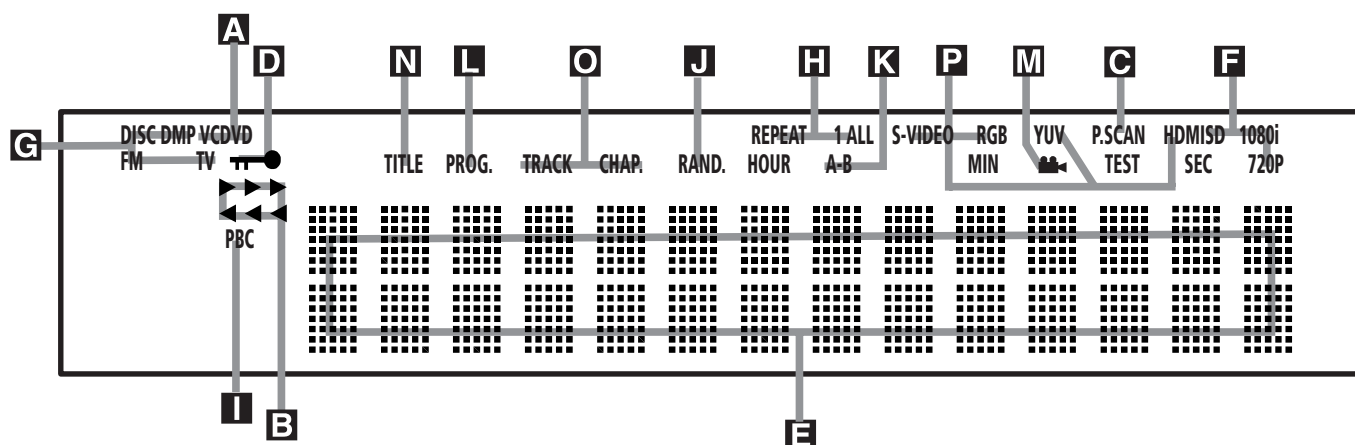 A
D N L O J H K P M C F
G DISC DMP VCDVD REPEAT 1 ALL S-VIDEO RGB YUV P.SCAN HDMISD 1080i
FM TV TITLE PROG. TRACK CHAP. RAND. HOUR A-B MIN TEST SEC 720P
PBC
I B E